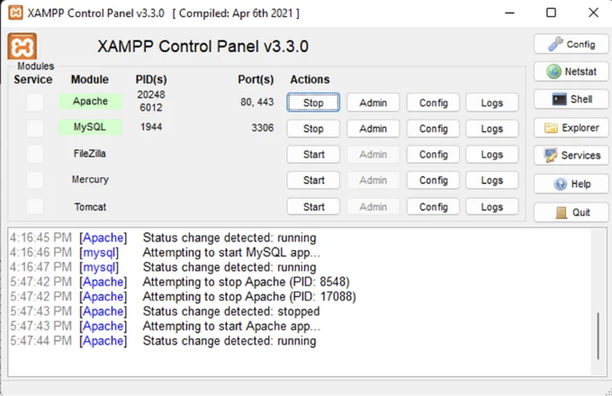 XAMPP Control Panel v3.3.0 [ Compiled: Apr 6th 2021 ]
XAMPP Control Panel v3.3.0
Config
Modules
Service Module PID(s) Port(s) Actions
Netstat
Apache 20248 6012 80, 443 Stop Admin Config Logs
Shell
MySQL 1944 3306 Stop Admin Config Logs
Explorer
FileZilla Start Admin Config Logs
Services
Mercury Start Admin Config Logs
Help
Tomcat Start Admin Config Logs
Quit
4:16:45 PM [Apache] Status change detected: running
4:16:46 PM [mysql] Attempting to start MySQL app...
4:16:47 PM [mysql] Status change detected: running
5:47:42 PM [Apache] Attempting to stop Apache (PID: 8548)
5:47:42 PM [Apache] Attempting to stop Apache (PID: 17088)
5:47:43 PM [Apache] Status change detected: stopped
5:47:43 PM [Apache] Attempting to start Apache app...
5:47:44 PM [Apache] Status change detected: running